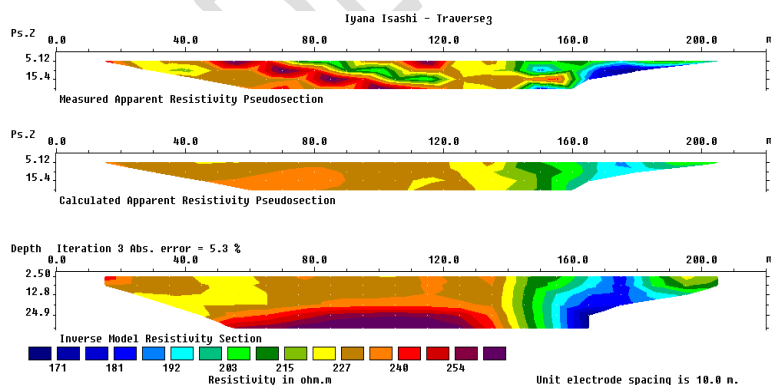 Iyana Isashi - Traverse3
Ps.Z 0.0 40.0 80.0 120.0 160.0 200.0 m
5.12
15.4
Measured Apparent Resistivity Pseudosection
Ps.Z 0.0 40.0 80.0 120.0 160.0 200.0 m
5.12
15.4
Calculated Apparent Resistivity Pseudosection
Depth Iteration 3 Abs. error = 5.3 %
0.0 40.0 80.0 120.0 160.0 200.0 m
2.50
12.8
24.9
Inverse Model Resistivity Section
171 181 192 203 215 227 240 254
Resistivity in ohm.m
Unit electrode spacing is 10.0 m.